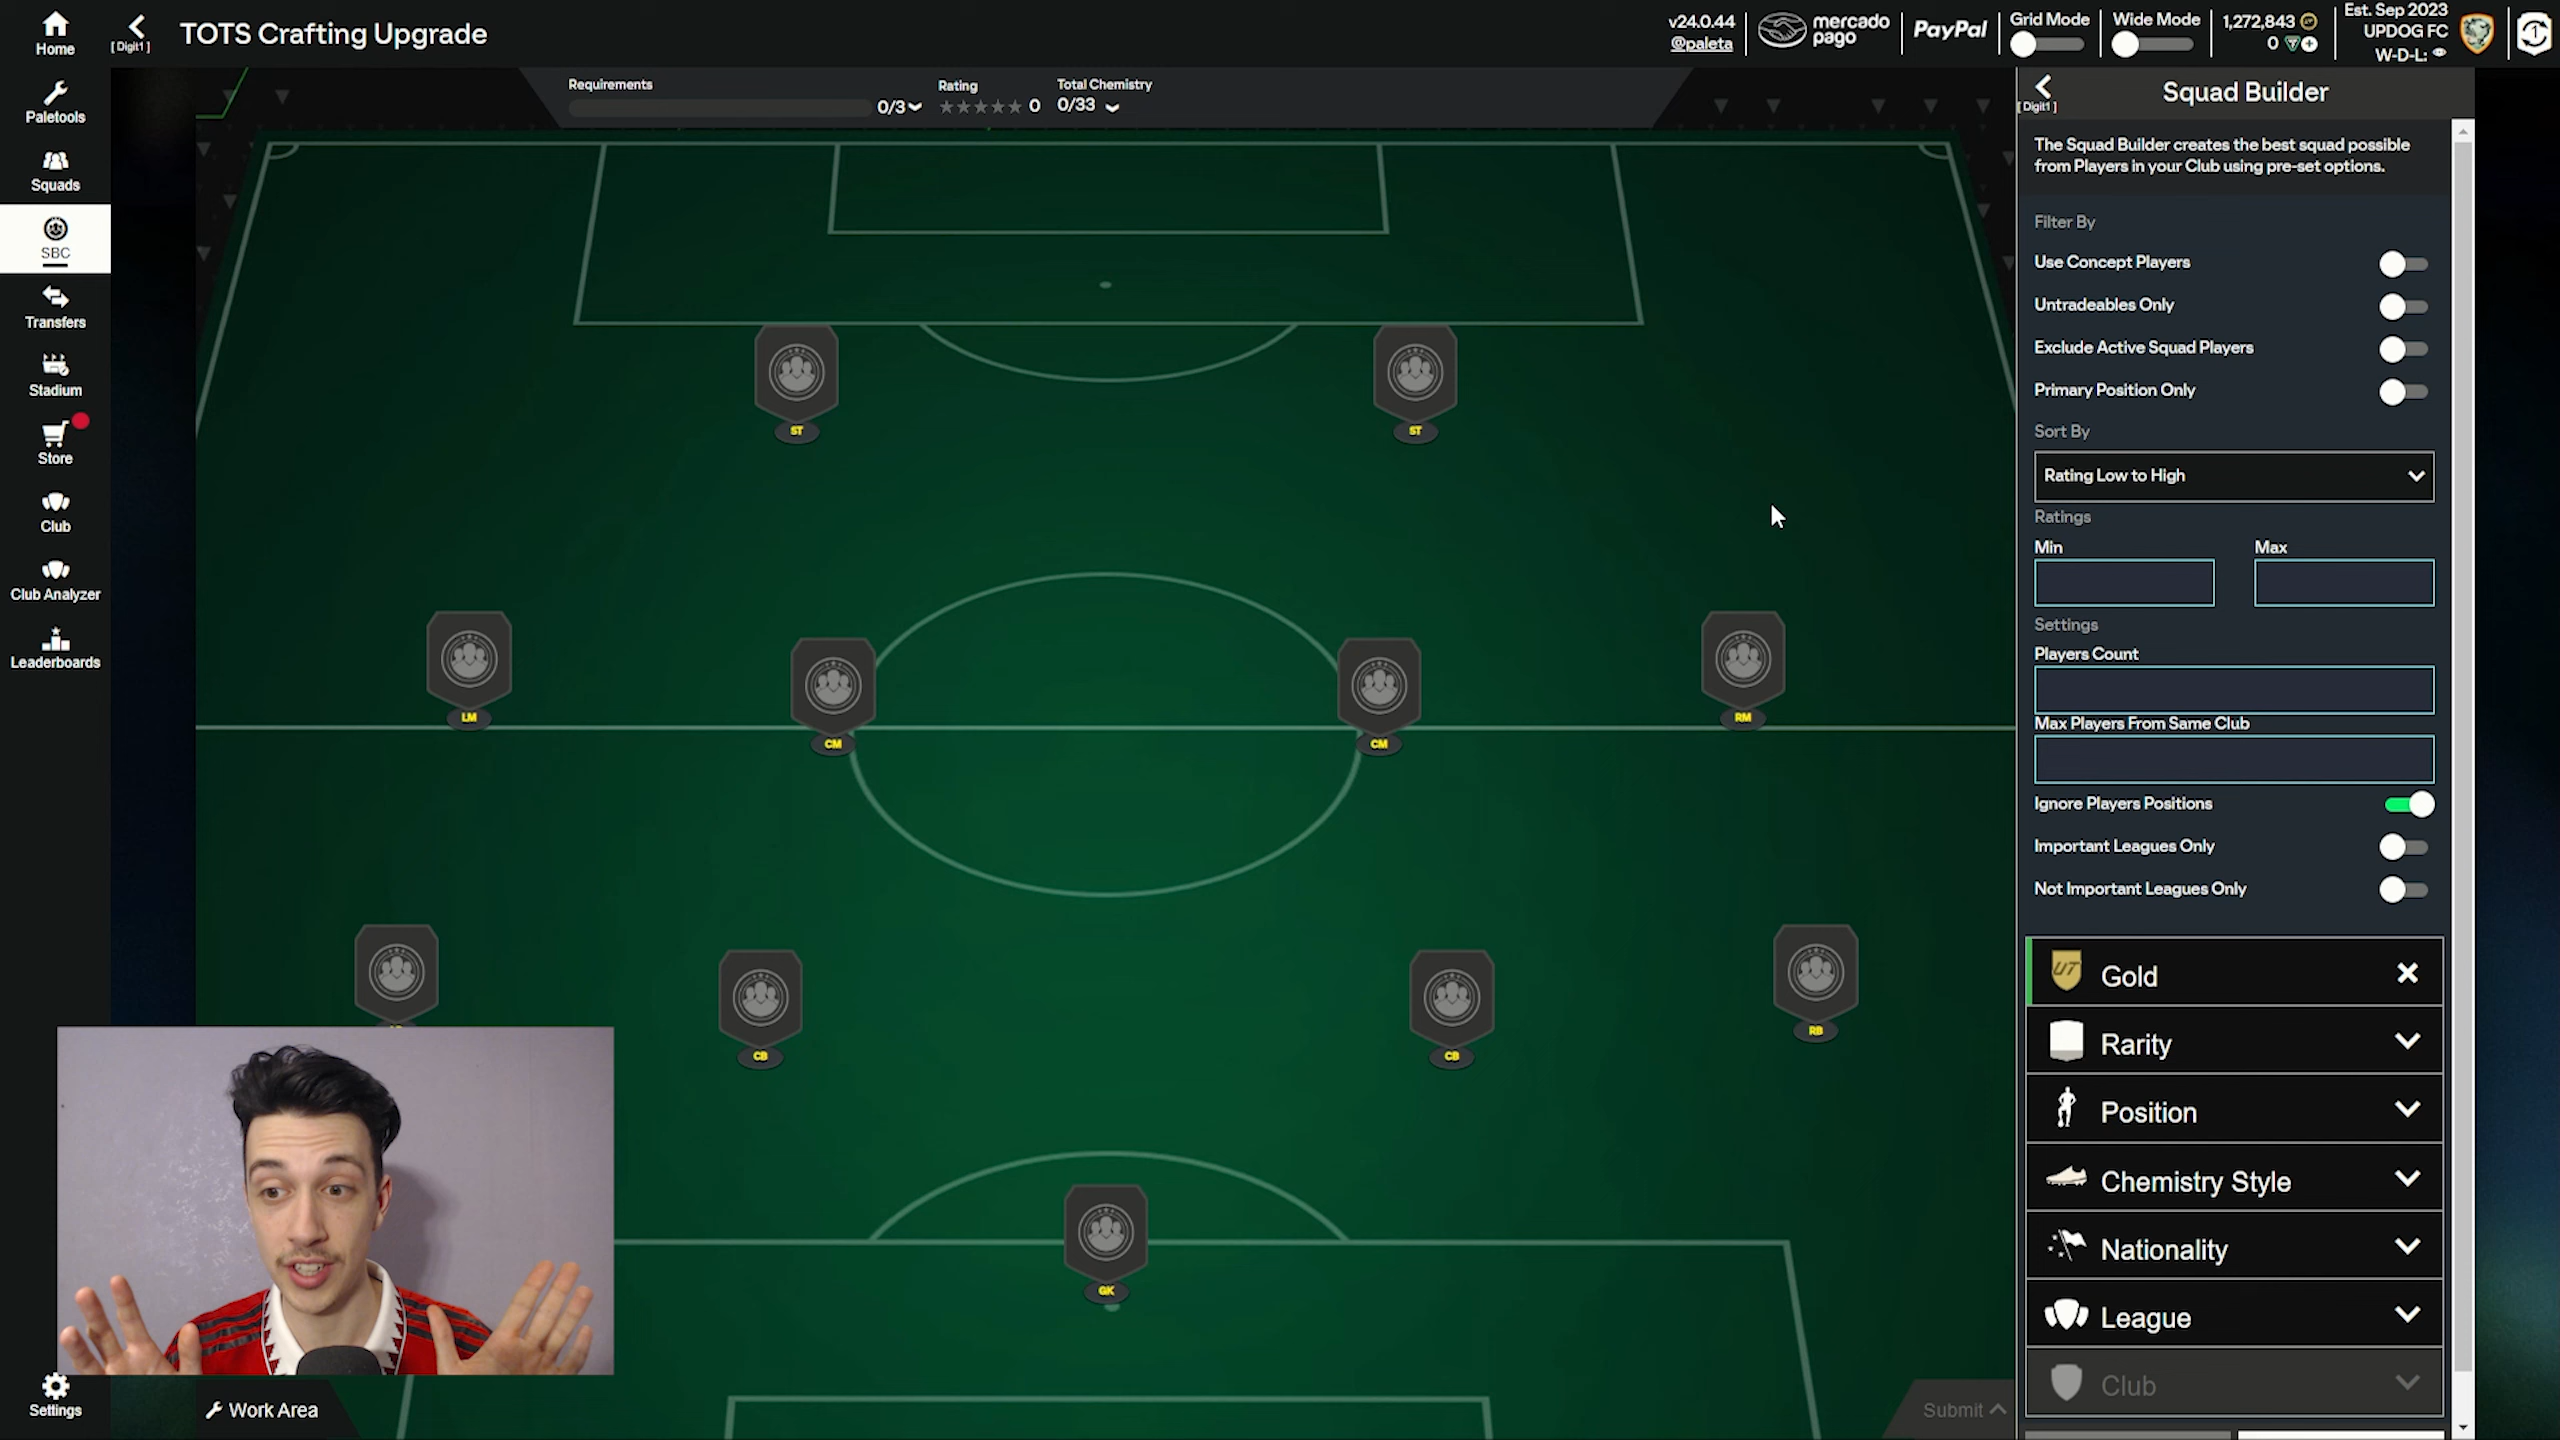 Home
[ Digit1 ]
TOTS Crafting Upgrade
v24.0.44
@paleta
mercado
pago
PayPal
Grid Mode
Wide Mode
1,272,843
0
Est. Sep 2023
UPDOG FC
W-D-L:
1
Paletools
Squads
SBC
Transfers
Stadium
Store
Club
Club Analyzer
Leaderboards
Settings
Requirements
0/3
Rating
0
Total Chemistry
0/33
ST
ST
LM
CM
CM
RM
CB
CB
RB
GK
Work Area
Submit
[ Digit1 ]
Squad Builder
The Squad Builder creates the best squad possible
from Players in your Club using pre-set options.
Filter By
Use Concept Players
Untradeables Only
Exclude Active Squad Players
Primary Position Only
Sort By
Rating Low to High
Ratings
Min
Max
Settings
Players Count
Max Players From Same Club
Ignore Players Positions
Important Leagues Only
Not Important Leagues Only
UT
Gold
Rarity
Position
Chemistry Style
Nationality
League
Club